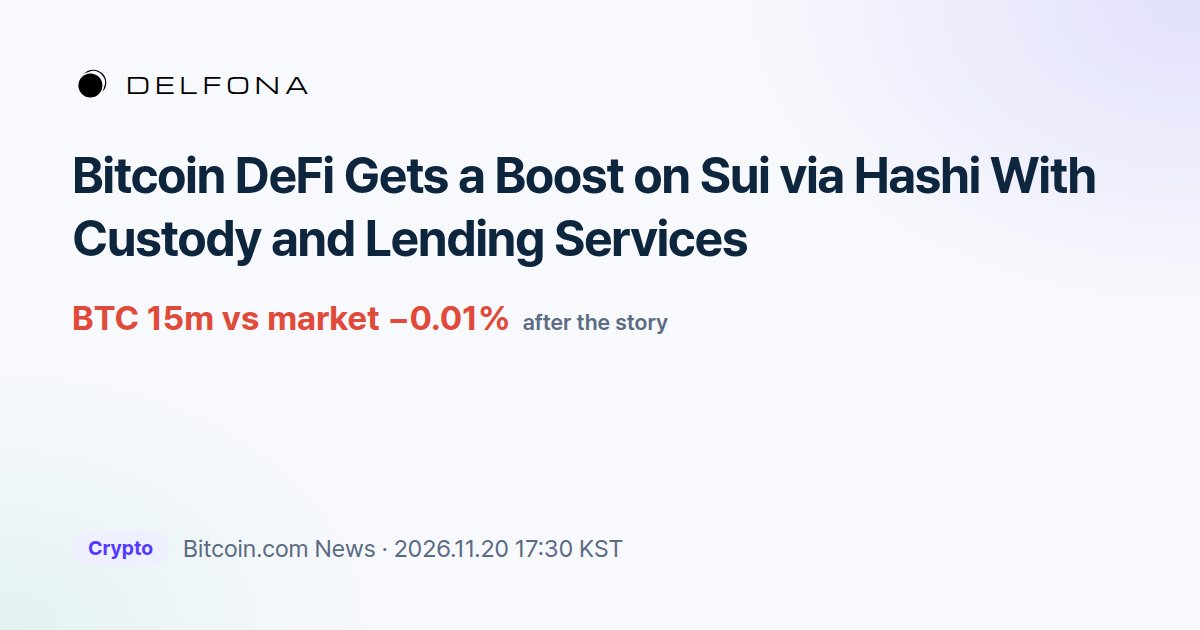 DELFONA
Bitcoin DeFi Gets a Boost on Sui via Hashi With
Custody and Lending Services
BTC 15m vs market −0.01% after the story
Crypto Bitcoin.com News · 2026.11.20 17:30 KST